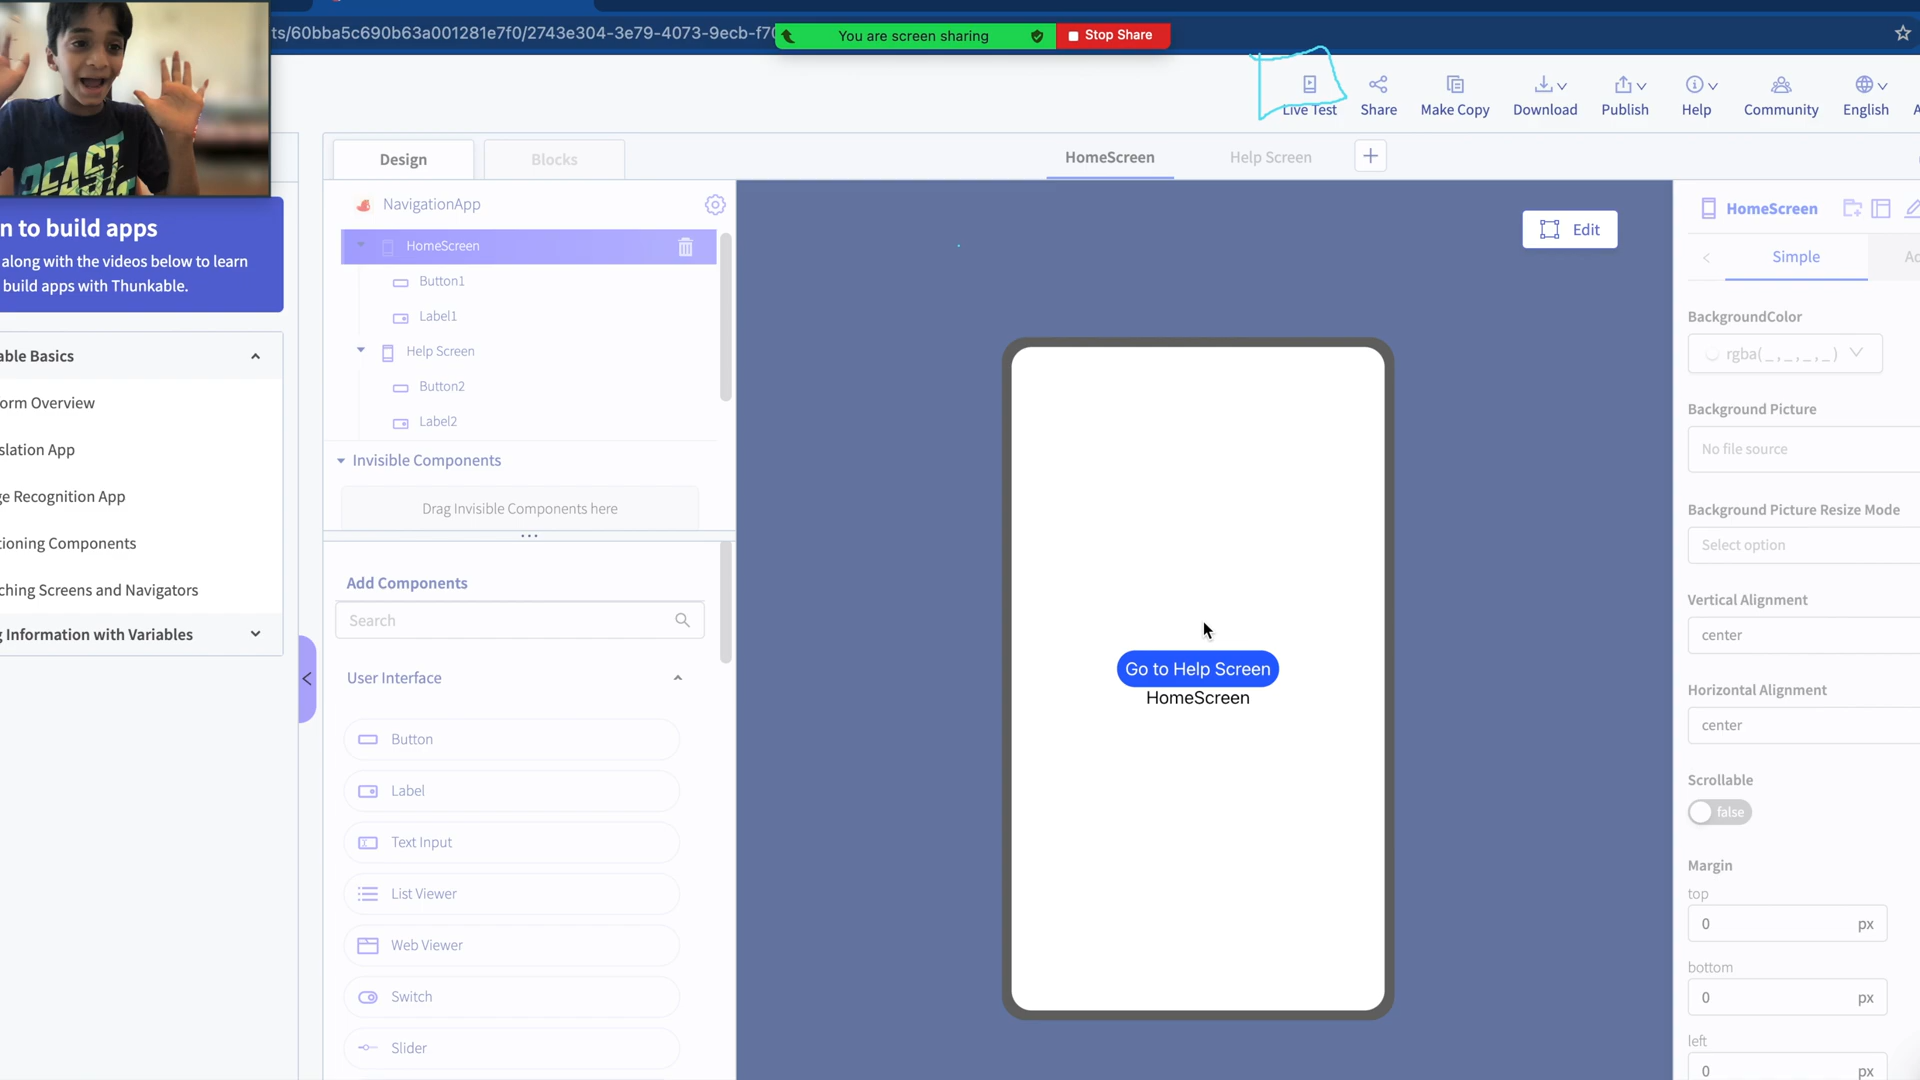 ts/60bba5c690b63a001281e7f0/2743e304-3e79-4073-9ecb-f70
You are screen sharing
Stop Share
Live Test
Share
Make Copy
Download
Publish
Help
Community
English
A
BEAST
n to build apps
along with the videos below to learn
build apps with Thunkable.
able Basics
orm Overview
slation App
ge Recognition App
tioning Components
ching Screens and Navigators
g Information with Variables
Design
Blocks
HomeScreen
Help Screen
NavigationApp
HomeScreen
Button1
Label1
Help Screen
Button2
Label2
Invisible Components
Drag Invisible Components here
Add Components
Search
User Interface
Button
Label
Text Input
List Viewer
Web Viewer
Switch
Slider
Edit
Go to Help Screen
HomeScreen
HomeScreen
Simple
Ad
BackgroundColor
rgba(_,_,_,_)
Background Picture
No file source
Background Picture Resize Mode
Select option
Vertical Alignment
center
Horizontal Alignment
center
Scrollable
false
Margin
top
0 px
bottom
0 px
left
0 px